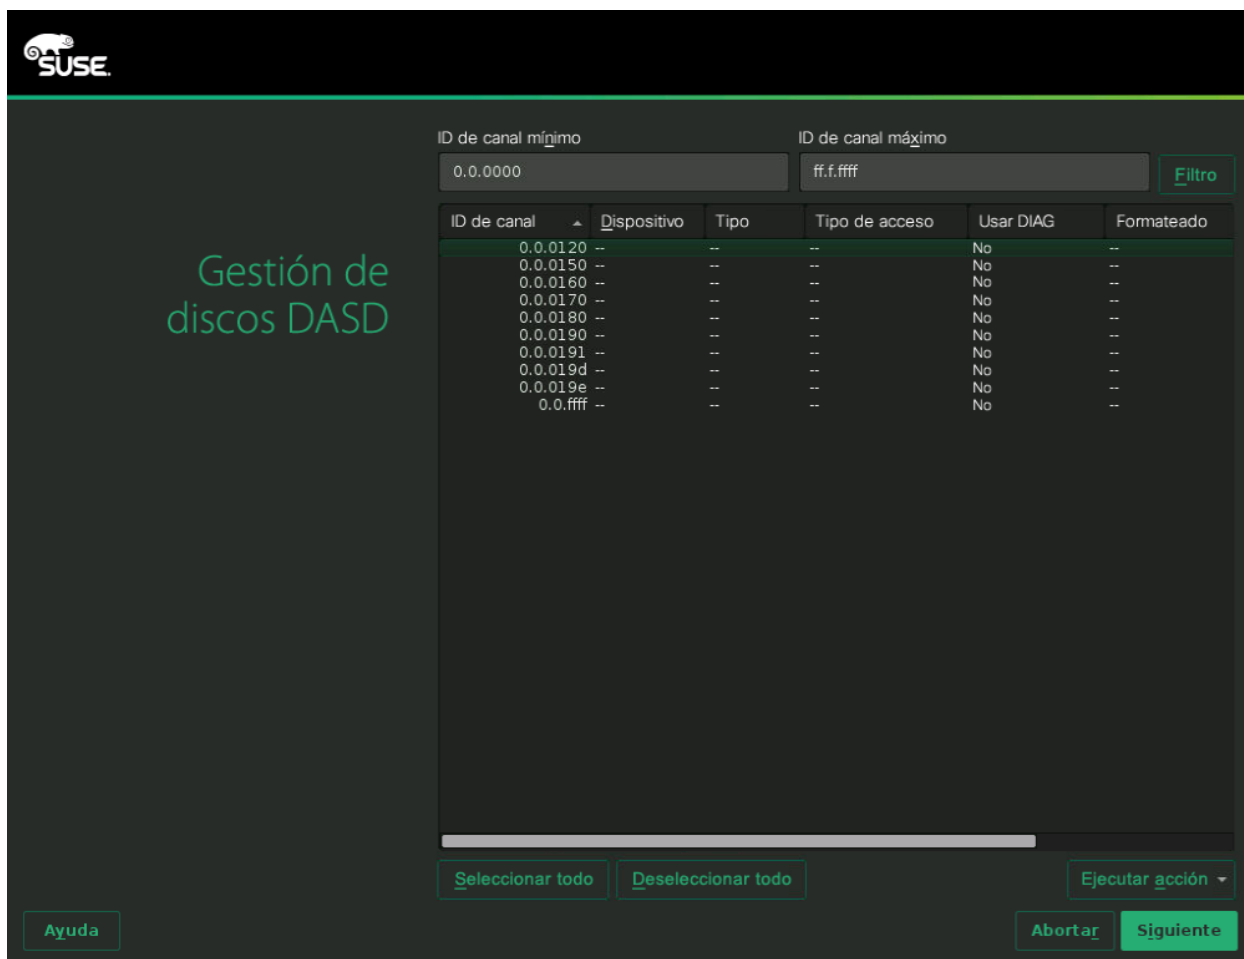 SUSE.
ID de canal mínimo ID de canal máximo
0.0.0000 ff.f.ffff Filtro
ID de canal Dispositivo Tipo Tipo de acceso Usar DIAG Formateado
0.0.0120 -- -- -- No --
0.0.0150 -- -- -- No --
0.0.0160 -- -- -- No --
0.0.0170 -- -- -- No --
0.0.0180 -- -- -- No --
0.0.0190 -- -- -- No --
0.0.0191 -- -- -- No --
0.0.019d -- -- -- No --
0.0.019e -- -- -- No --
0.0.ffff -- -- -- No --
Gestión de
discos DASD
Seleccionar todo Deseleccionar todo Ejecutar acción
Ayuda Abortar Siguiente